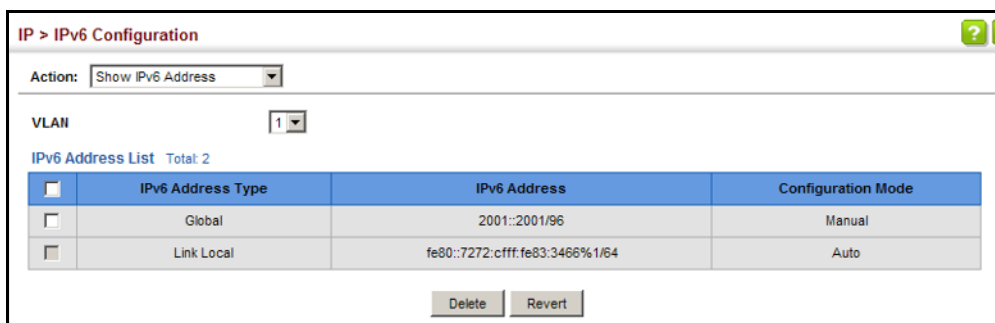 IP > IPv6 Configuration
?
Action: Show IPv6 Address
VLAN 1
IPv6 Address List Total: 2
IPv6 Address Type IPv6 Address Configuration Mode
Global 2001::2001/96 Manual
Link Local fe80::7272:cfff:fe83:3466%1/64 Auto
Delete Revert